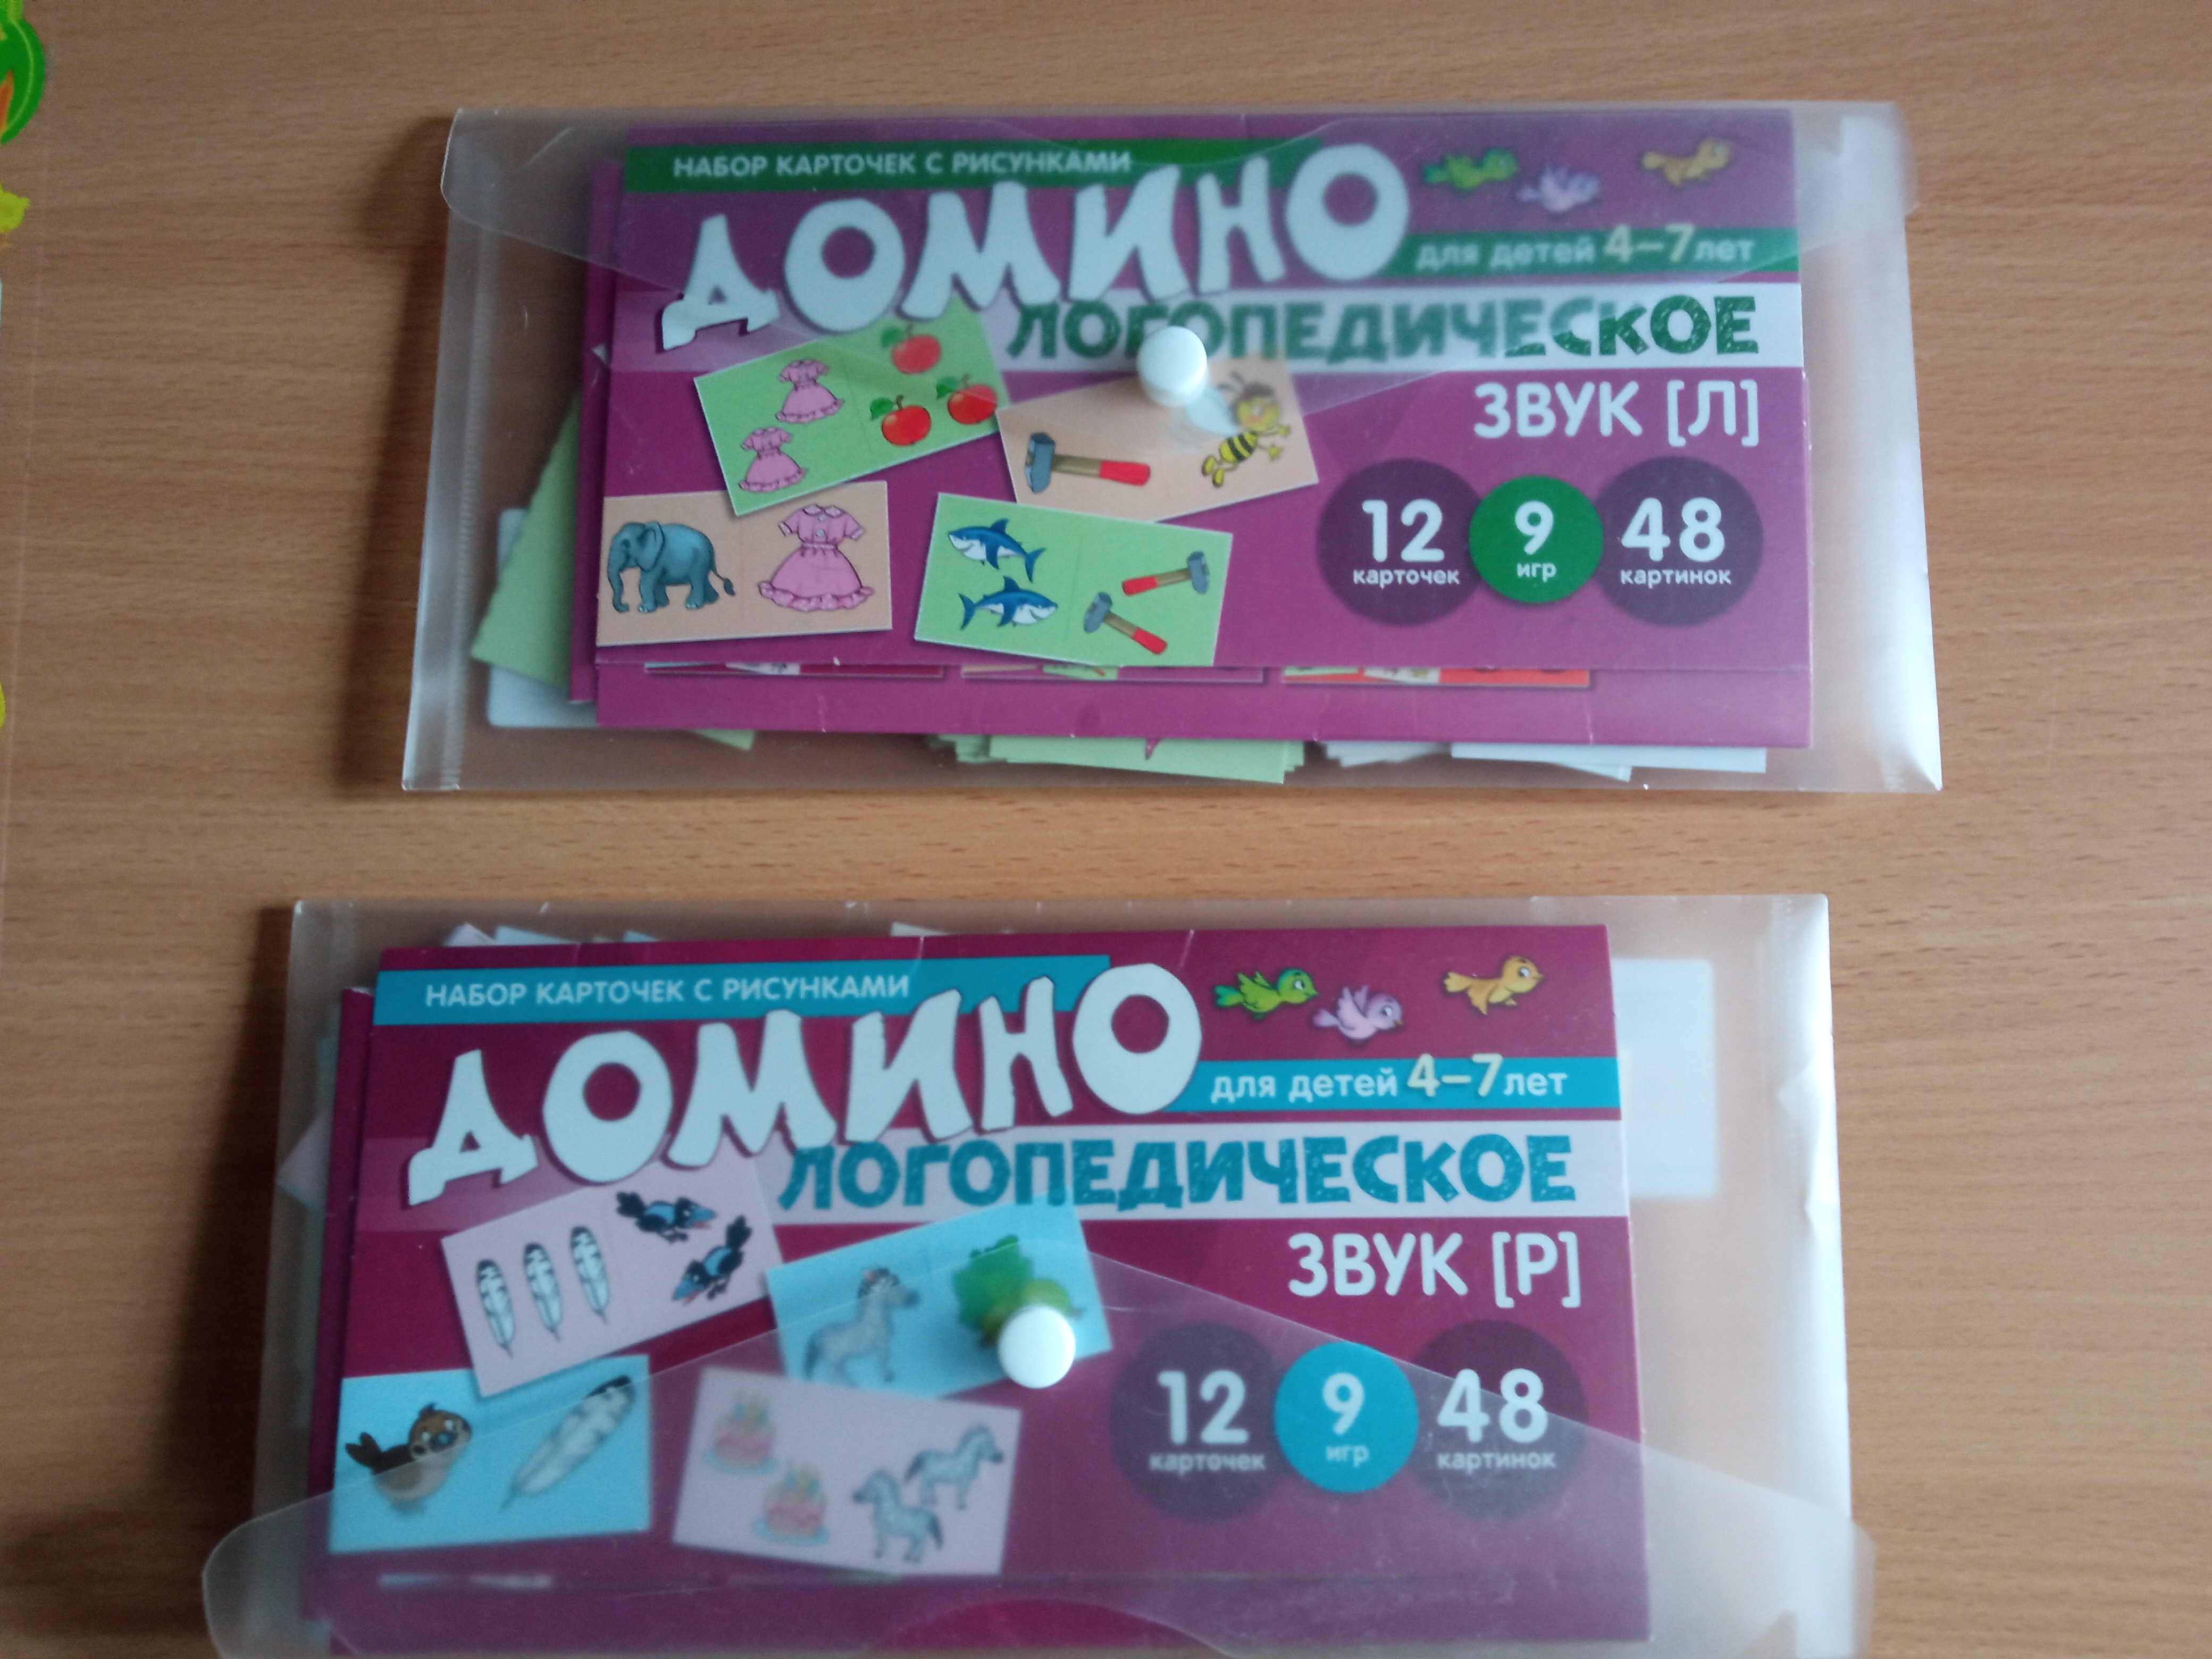 НАБОР КАРТОЧЕК С РИСУНКАМИ
ДОМИНО
для детей 4–7 лет
ЛОГОПЕДИЧЕСКОЕ
ЗВУК [Л]
12 карточек
9 игр
48 картинок
НАБОР КАРТОЧЕК С РИСУНКАМИ
ДОМИНО
для детей 4–7 лет
ЛОГОПЕДИЧЕСКОЕ
ЗВУК [Р]
12 карточек
9 игр
48 картинок